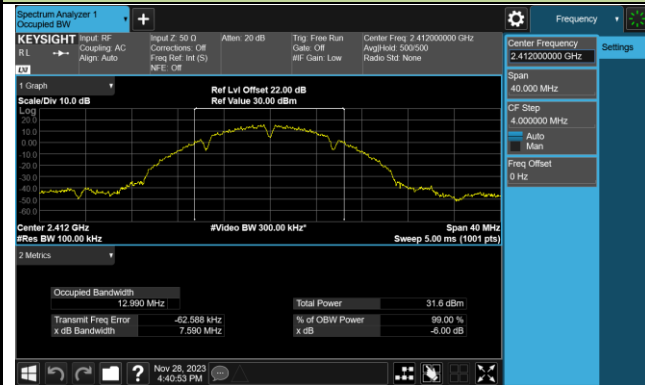 Spectrum Analyzer 1
Occupied BW
Frequency
KEYSIGHT
RL
LXI
Input: RF
Coupling: AC
Align: Auto
Input Z: 50 Ω
Corrections: Off
Freq Ref: Int (S)
NFE: Off
Atten: 20 dB
Trig: Free Run
Gate: Off
#IF Gain: Low
Center Freq: 2.412000000 GHz
Avg|Hold: 500/500
Radio Std: None
Center Frequency
2.412000000 GHz
Settings
Span
40.000 MHz
CF Step
4.000000 MHz
Auto
Man
Freq Offset
0 Hz
1 Graph
Scale/Div 10.0 dB
Ref Lvl Offset 22.00 dB
Ref Value 30.00 dBm
Log
20.0
10.0
0.00
-10.0
-20.0
-30.0
-40.0
-50.0
-60.0
Center 2.412 GHz
#Res BW 100.00 kHz
#Video BW 300.00 kHz*
Span 40 MHz
Sweep 5.00 ms (1001 pts)
2 Metrics
Occupied Bandwidth
12.990 MHz
Total Power 31.6 dBm
Transmit Freq Error -62.588 kHz
% of OBW Power 99.00 %
x dB Bandwidth 7.590 MHz
x dB -6.00 dB
?
Nov 28, 2023
4:40:53 PM